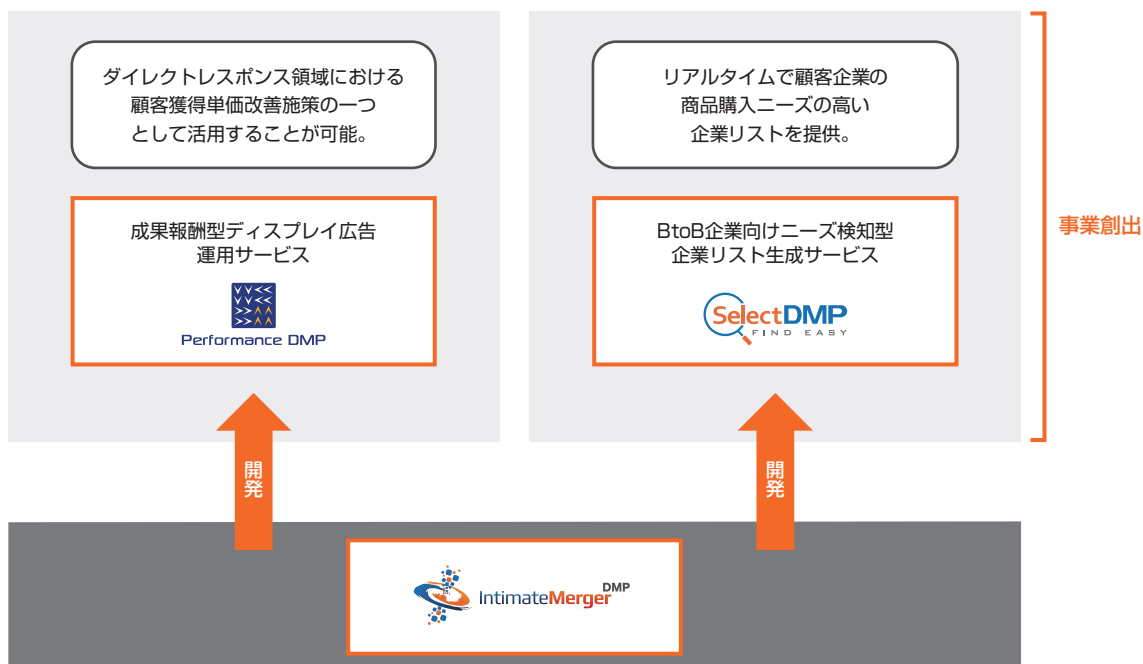 ダイレクトレスポンス領域における
顧客獲得単価改善施策の一つ
として活用することが可能。
成果報酬型ディスプレイ広告
運用サービス
Performance DMP
リアルタイムで顧客企業の
商品購入ニーズの高い
企業リストを提供。
BtoB企業向けニーズ検知型
企業リスト生成サービス
SelectDMP
FIND EASY
事業創出
開発
開発
IntimateMerger DMP